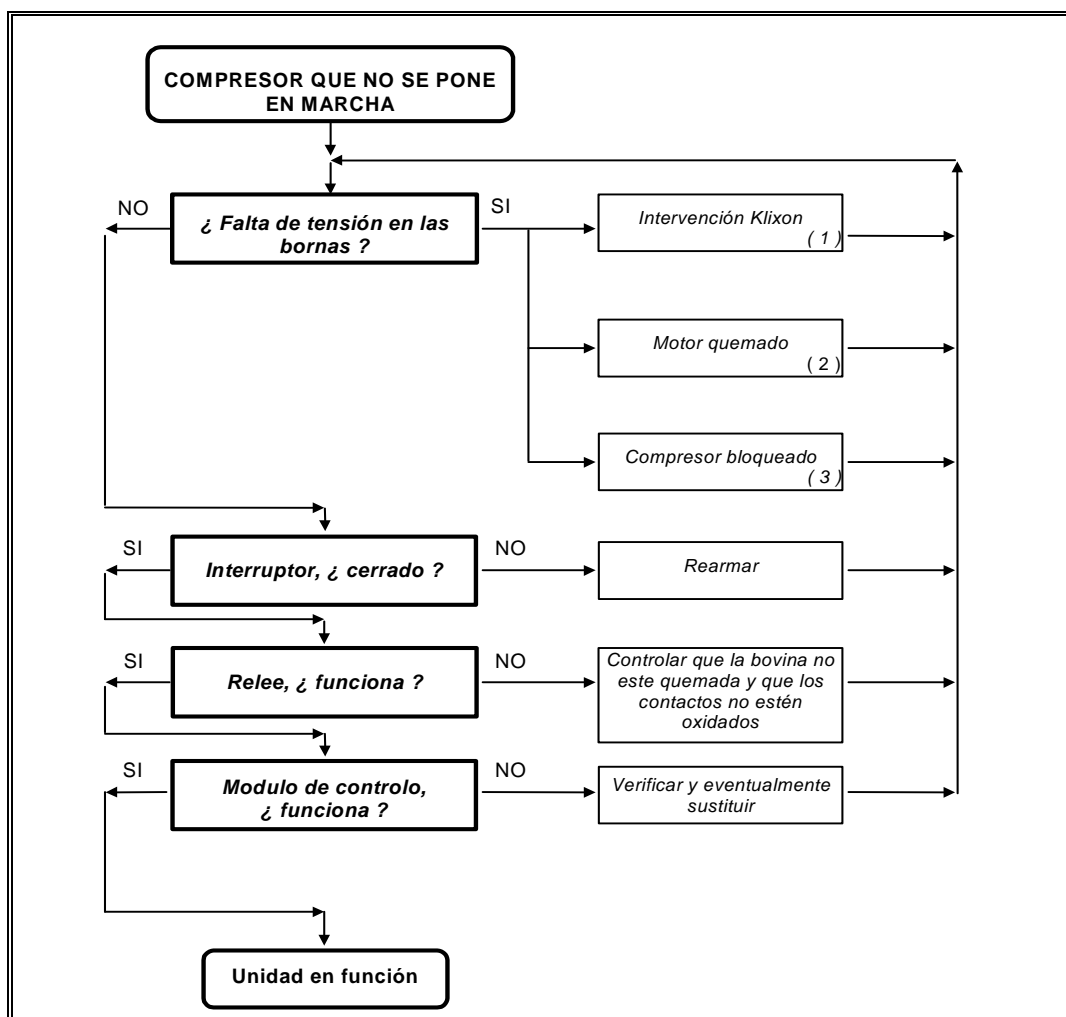 COMPRESOR QUE NO SE PONE
EN MARCHA
NO
¿ Falta de tensión en las
bornas ?
SI
Intervención Klixon
( 1 )
Motor quemado
( 2 )
Compresor bloqueado
( 3 )
SI
Interruptor, ¿ cerrado ?
NO
Rearmar
SI
Relee, ¿ funciona ?
NO
Controlar que la bovina no
este quemada y que los
contactos no estén
oxidados
SI
Modulo de controlo,
¿ funciona ?
NO
Verificar y eventualmente
sustituir
Unidad en función